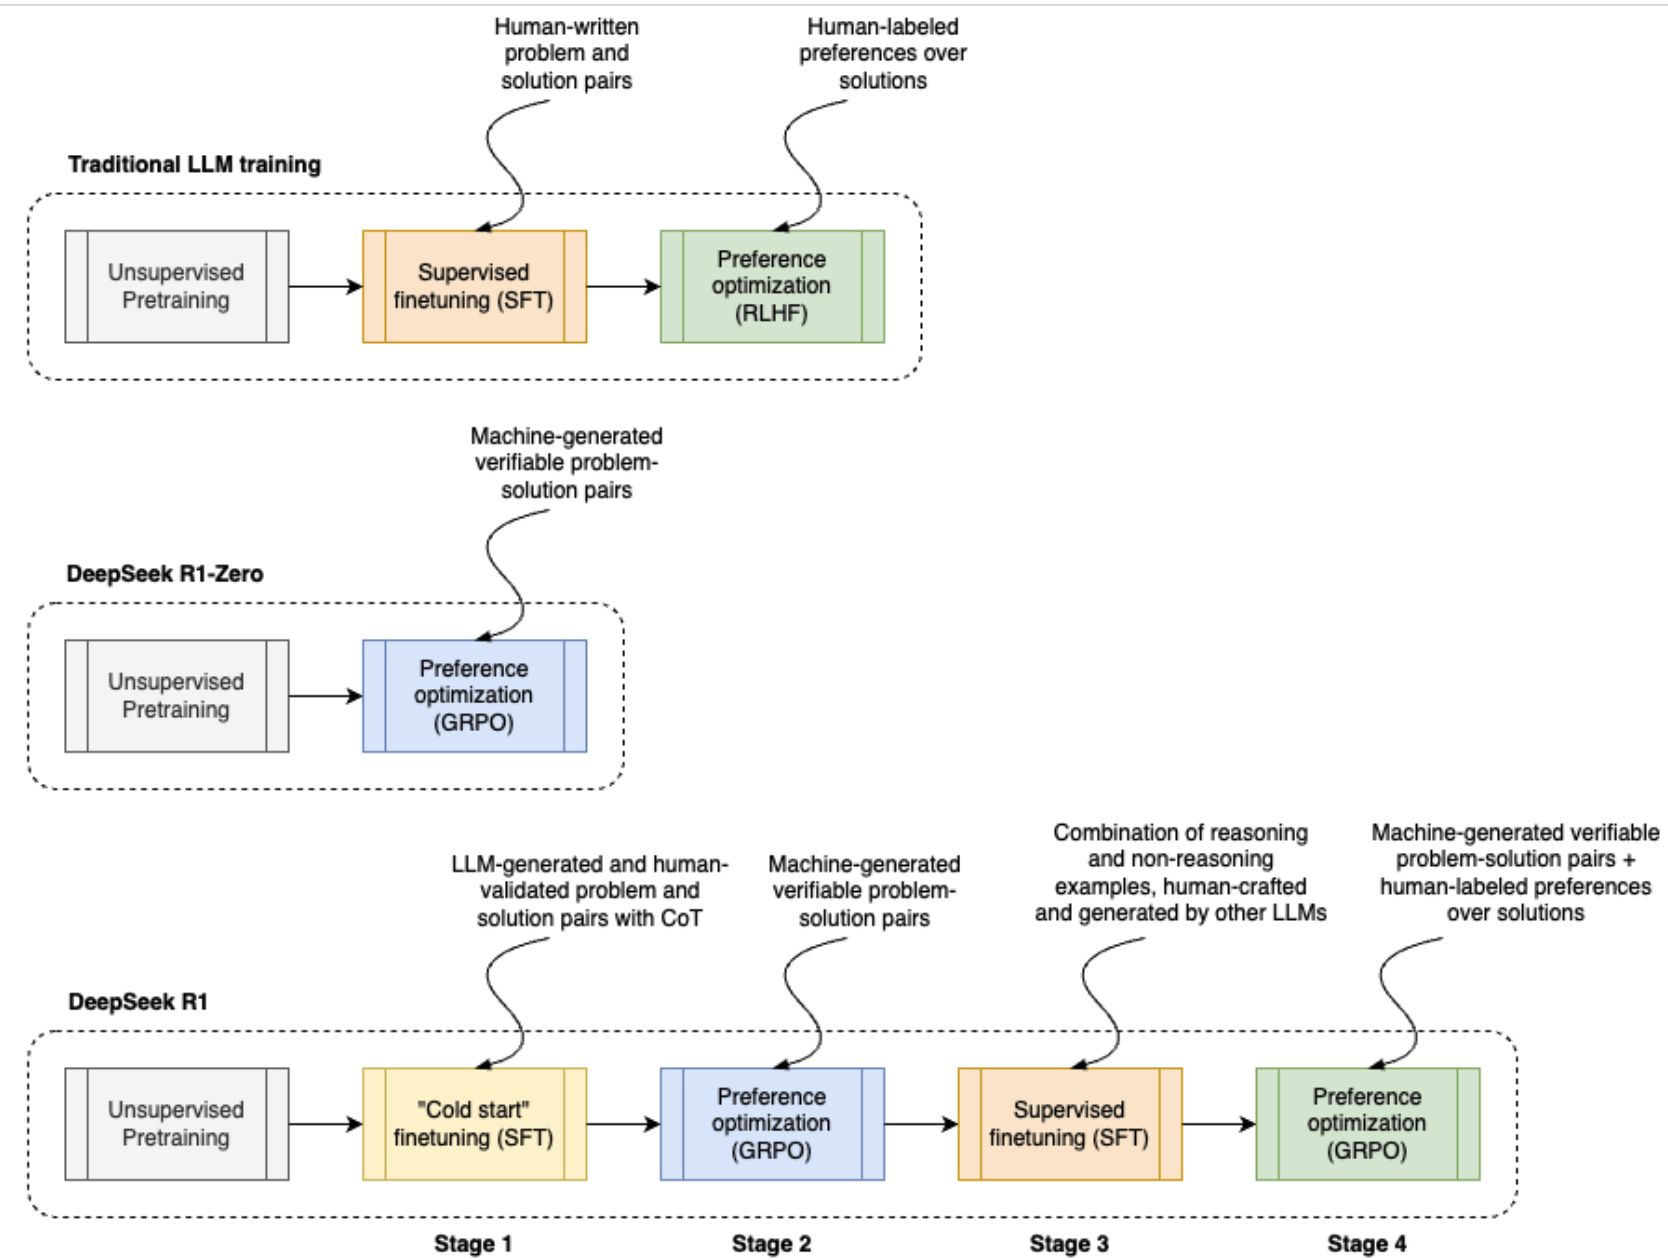 Human-written
problem and
solution pairs
Human-labeled
preferences over
solutions
Traditional LLM training
Unsupervised
Pretraining
Supervised
finetuning (SFT)
Preference
optimization
(RLHF)
Machine-generated
verifiable problem-
solution pairs
DeepSeek R1-Zero
Unsupervised
Pretraining
Preference
optimization
(GRPO)
LLM-generated and human-
validated problem and
solution pairs with CoT
Machine-generated
verifiable problem-
solution pairs
Combination of reasoning
and non-reasoning
examples, human-crafted
and generated by other LLMs
Machine-generated verifiable
problem-solution pairs +
human-labeled preferences
over solutions
DeepSeek R1
Unsupervised
Pretraining
"Cold start"
finetuning (SFT)
Preference
optimization
(GRPO)
Supervised
finetuning (SFT)
Preference
optimization
(GRPO)
Stage 1
Stage 2
Stage 3
Stage 4